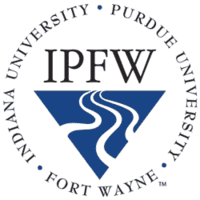 INDIANA UNIVERSITY • PURDUE UNIVERSITY • FORT WAYNE •
IPFW
TM